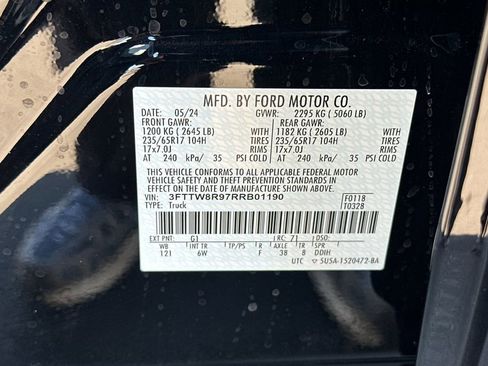 MFD. BY FORD MOTOR CO.
DATE: 05/24 GVWR: 2295 KG ( 5060 LB)
FRONT GAWR: REAR GAWR:
1200 KG ( 2645 LB) WITH 1182 KG ( 2605 LB) WITH
235/65R17 104H TIRES 235/65R17 104H TIRES
17x7.0J RIMS 17x7.0J RIMS
AT 240 kPa/ 35 PSI COLD AT 240 kPa/ 35 PSI COLD
THIS VEHICLE CONFORMS TO ALL APPLICABLE FEDERAL MOTOR
VEHICLE SAFETY AND THEFT PREVENTION STANDARDS IN EFFECT
ON THE DATE OF MANUFACTURE SHOWN ABOVE.
VIN: 3FTTW8R97RRB01190 F0118
TYPE: Truck T0328
EXT PNT: G1 RC: 71 DSO:
WB INT TR TP/PS R AXLE TR SPR
121 6W F 38 8 DDIH
UTC 5U5A-1520472-BA